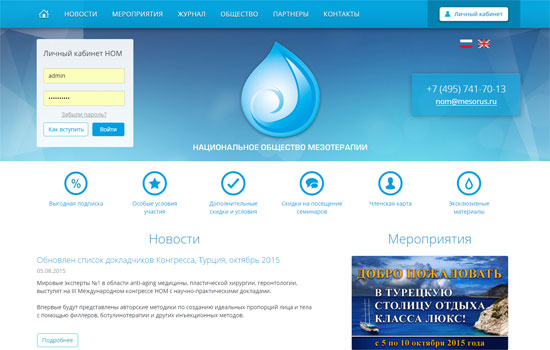 НОВОСТИ МЕРОПРИЯТИЯ ЖУРНАЛ ОБЩЕСТВО ПАРТНЕРЫ КОНТАКТЫ Личный кабинет
Личный кабинет НОМ
admin
••••••••••
Забыли пароль?
Как вступить Войти
+7 (495) 741-70-13
nom@mesorus.ru
НАЦИОНАЛЬНОЕ ОБЩЕСТВО МЕЗОТЕРАПИИ
Выгодная подписка
Особые условия
участия
Дополнительные
скидки и условия
Скидки на посещение
семинаров
Членская карта
Эксклюзивные
материалы
Новости
Обновлен список докладчиков Конгресса, Турция, октябрь 2015
05.08.2015
Мировые эксперты №1 в области anti-aging медицины, пластической хирургии, геронтологии,
выступят на III Международном конгрессе НОМ с научно-практическими докладами.
Впервые будут представлены авторские методики по созданию идеальных пропорций лица и тела
с помощью филлеров, ботулинотерапии и других инъекционных методов.
Подробнее
Мероприятия
ДОБРО ПОЖАЛОВАТЬ
В ТУРЕЦКУЮ
СТОЛИЦУ ОТДЫХА
КЛАССА ЛЮКС!
с 5 по 10 октября 2015 года